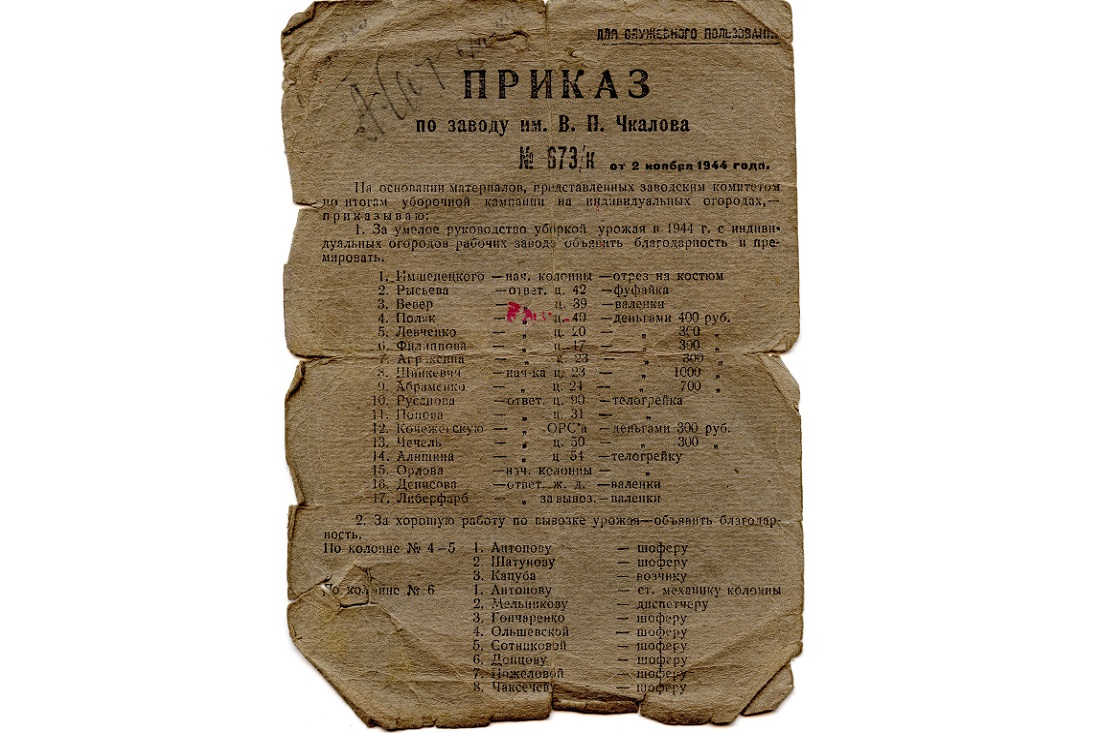 ДЛЯ СЛУЖЕБНОГО ПОЛЬЗОВАНИ
ПРИКАЗ
по заводу им. В. П. Чкалова
№ 673/к от 2 ноября 1944 года.
На основании материалов, представленных заводским комитетом
по итогам уборочной кампании на индивидуальных огородах,—
приказываю:
1. За умелое руководство уборкой урожая в 1944 г. с индиви-
дуальных огородов рабочих завода объявить благодарность и пре-
мировать.
1. Имшенецкого —нач. колонны —отрез на костюм
2. Рысьева —ответ. ц. 42 —фуфайка
3. Вевер — „ ц. 39 —валенки
4. Поляк — „ ц. 40 —деньгами 400 руб.
5. Левченко — „ ц. 20 — „ 300 „
6. Филиппова — „ ц. 17 — „ 300 „
7. — „ ц. 23 — „ 300 „
8. Шинкевич —нач-ка ц. 23 — „ 1000 „
9. Абраменко — „ ц. 21 — „ 700 „
10. Русанова —ответ. ц. 90 —телогрейка
11. Попова — „ ц 31 — „
12. — „ ОРС'а —деньгами 300 руб.
13. Чечель — „ ц. 50 — „ 300 „
14. Алишина — „ ц 54 —телогрейку
15. Орлова —нач. колонны — „
16. Денисова —ответ. ж. д. —валенки
17. Либерфарб — „ за вывоз.—валенки
2. За хорошую работу по вывозке урожая—объявить благодар-
ность.
По колонне № 4—5 1. Антонову — шоферу
2 Шатунову — шоферу
3. Кацуба — возчику
По колонне № 6 1. Антонову — ст. механику колонны
2. Мельникову — диспетчеру
3. Гончаренко — шоферу
4. Ольшевской — шоферу
5. Сотниковой — шоферу
6. Донцову — шоферу
7. Пожеловой — шоферу
8. Чаксечеву — шоферу